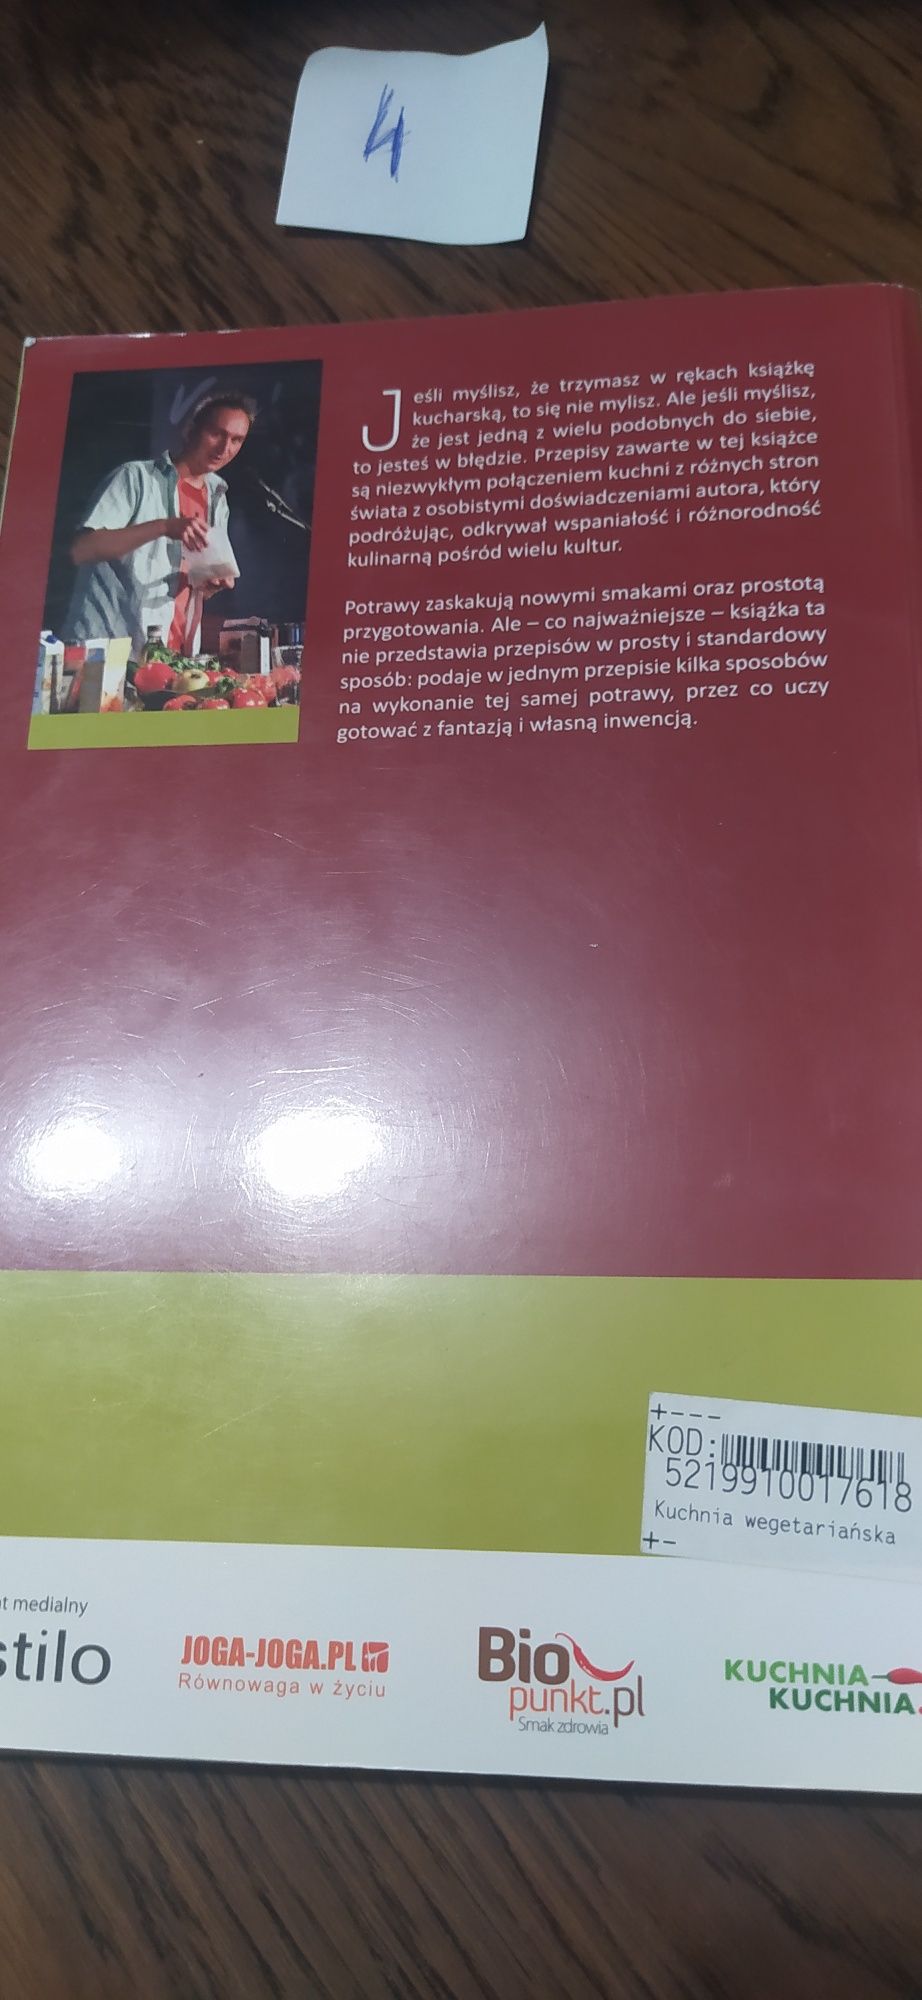 4
Jeśli myślisz, że trzymasz w rękach książkę
kucharską, to się nie mylisz. Ale jeśli myślisz,
że jest jedną z wielu podobnych do siebie,
to jesteś w błędzie. Przepisy zawarte w tej książce
są niezwykłym połączeniem kuchni z różnych stron
świata z osobistymi doświadczeniami autora, który
podróżując, odkrywał wspaniałość i różnorodność
kulinarną pośród wielu kultur.
Potrawy zaskakują nowymi smakami oraz prostotą
przygotowania. Ale – co najważniejsze – książka ta
nie przedstawia przepisów w prosty i standardowy
sposób: podaje w jednym przepisie kilka sposobów
na wykonanie tej samej potrawy, przez co uczy
gotować z fantazją i własną inwencją.
+---
KOD:
5219910017618
Kuchnia wegetariańska
+-
t medialny
stilo
JOGA-JOGA.PL
Równowaga w życiu
Bio
punkt.pl
Smak zdrowia
KUCHNIA
KUCHNIA.